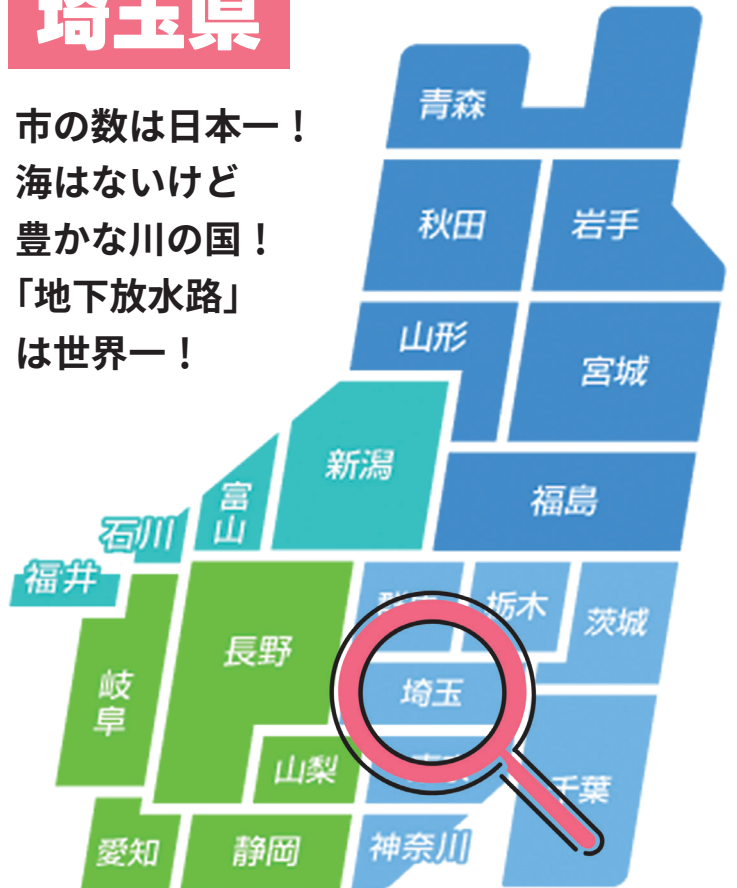 埼玉県
市の数は日本一！
海はないけど
豊かな川の国！
「地下放水路」
は世界一！
青森
秋田
岩手
山形
宮城
新潟
富山
福島
石川
福井
栃木
茨城
長野
岐阜
埼玉
山梨
千葉
愛知
静岡
神奈川